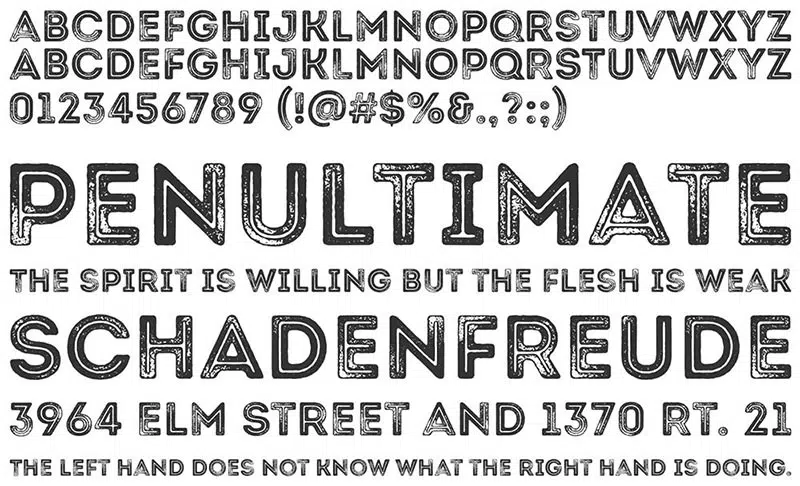 ABCDEFGHIJKLMNOPQRSTUVWXYZ
ABCDEFGHIJKLMNOPQRSTUVWXYZ
0123456789 (!@#$%&.,?:;)
PENULTIMATE
THE SPIRIT IS WILLING BUT THE FLESH IS WEAK
SCHADENFREUDE
3964 ELM STREET AND 1370 RT. 21
THE LEFT HAND DOES NOT KNOW WHAT THE RIGHT HAND IS DOING.